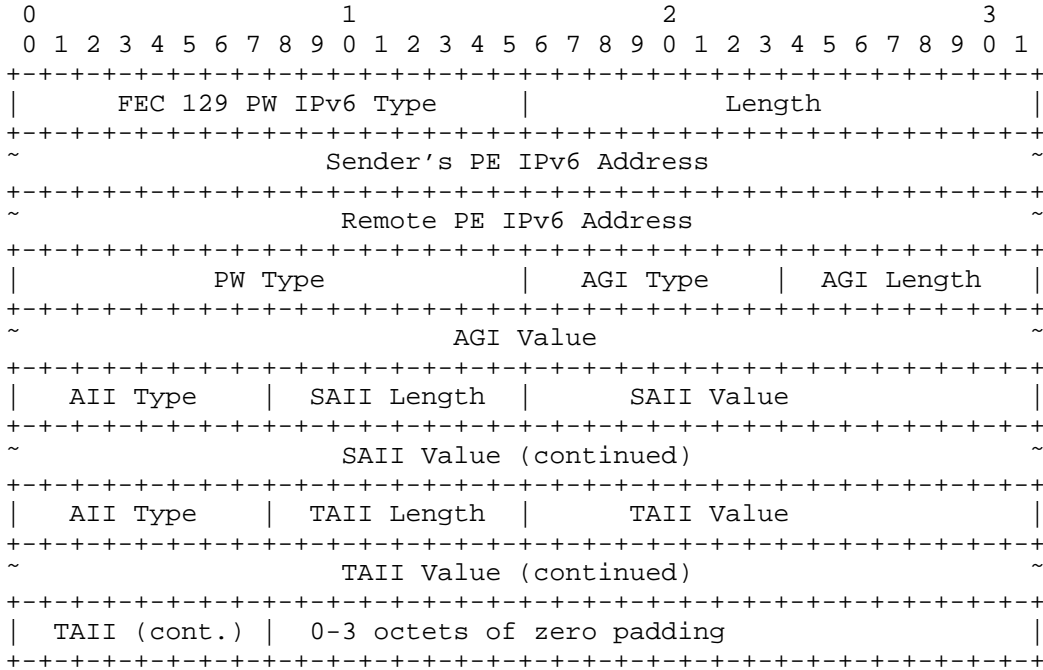 0                   1                   2                   3
 0 1 2 3 4 5 6 7 8 9 0 1 2 3 4 5 6 7 8 9 0 1 2 3 4 5 6 7 8 9 0 1
+-+-+-+-+-+-+-+-+-+-+-+-+-+-+-+-+-+-+-+-+-+-+-+-+-+-+-+-+-+-+-+-+
|      FEC 129 PW IPv6 Type     |            Length             |
+-+-+-+-+-+-+-+-+-+-+-+-+-+-+-+-+-+-+-+-+-+-+-+-+-+-+-+-+-+-+-+-+
~                   Sender's PE IPv6 Address                    ~
+-+-+-+-+-+-+-+-+-+-+-+-+-+-+-+-+-+-+-+-+-+-+-+-+-+-+-+-+-+-+-+-+
~                    Remote PE IPv6 Address                     ~
+-+-+-+-+-+-+-+-+-+-+-+-+-+-+-+-+-+-+-+-+-+-+-+-+-+-+-+-+-+-+-+-+
|            PW Type            |   AGI Type    |  AGI Length   |
+-+-+-+-+-+-+-+-+-+-+-+-+-+-+-+-+-+-+-+-+-+-+-+-+-+-+-+-+-+-+-+-+
~                           AGI Value                           ~
+-+-+-+-+-+-+-+-+-+-+-+-+-+-+-+-+-+-+-+-+-+-+-+-+-+-+-+-+-+-+-+-+
|   AII Type    |  SAII Length  |      SAII Value               |
+-+-+-+-+-+-+-+-+-+-+-+-+-+-+-+-+-+-+-+-+-+-+-+-+-+-+-+-+-+-+-+-+
~                    SAII Value (continued)                     ~
+-+-+-+-+-+-+-+-+-+-+-+-+-+-+-+-+-+-+-+-+-+-+-+-+-+-+-+-+-+-+-+-+
|   AII Type    |  TAII Length  |      TAII Value               |
+-+-+-+-+-+-+-+-+-+-+-+-+-+-+-+-+-+-+-+-+-+-+-+-+-+-+-+-+-+-+-+-+
~                    TAII Value (continued)                     ~
+-+-+-+-+-+-+-+-+-+-+-+-+-+-+-+-+-+-+-+-+-+-+-+-+-+-+-+-+-+-+-+-+
|  TAII (cont.) |  0-3 octets of zero padding                   |
+-+-+-+-+-+-+-+-+-+-+-+-+-+-+-+-+-+-+-+-+-+-+-+-+-+-+-+-+-+-+-+-+